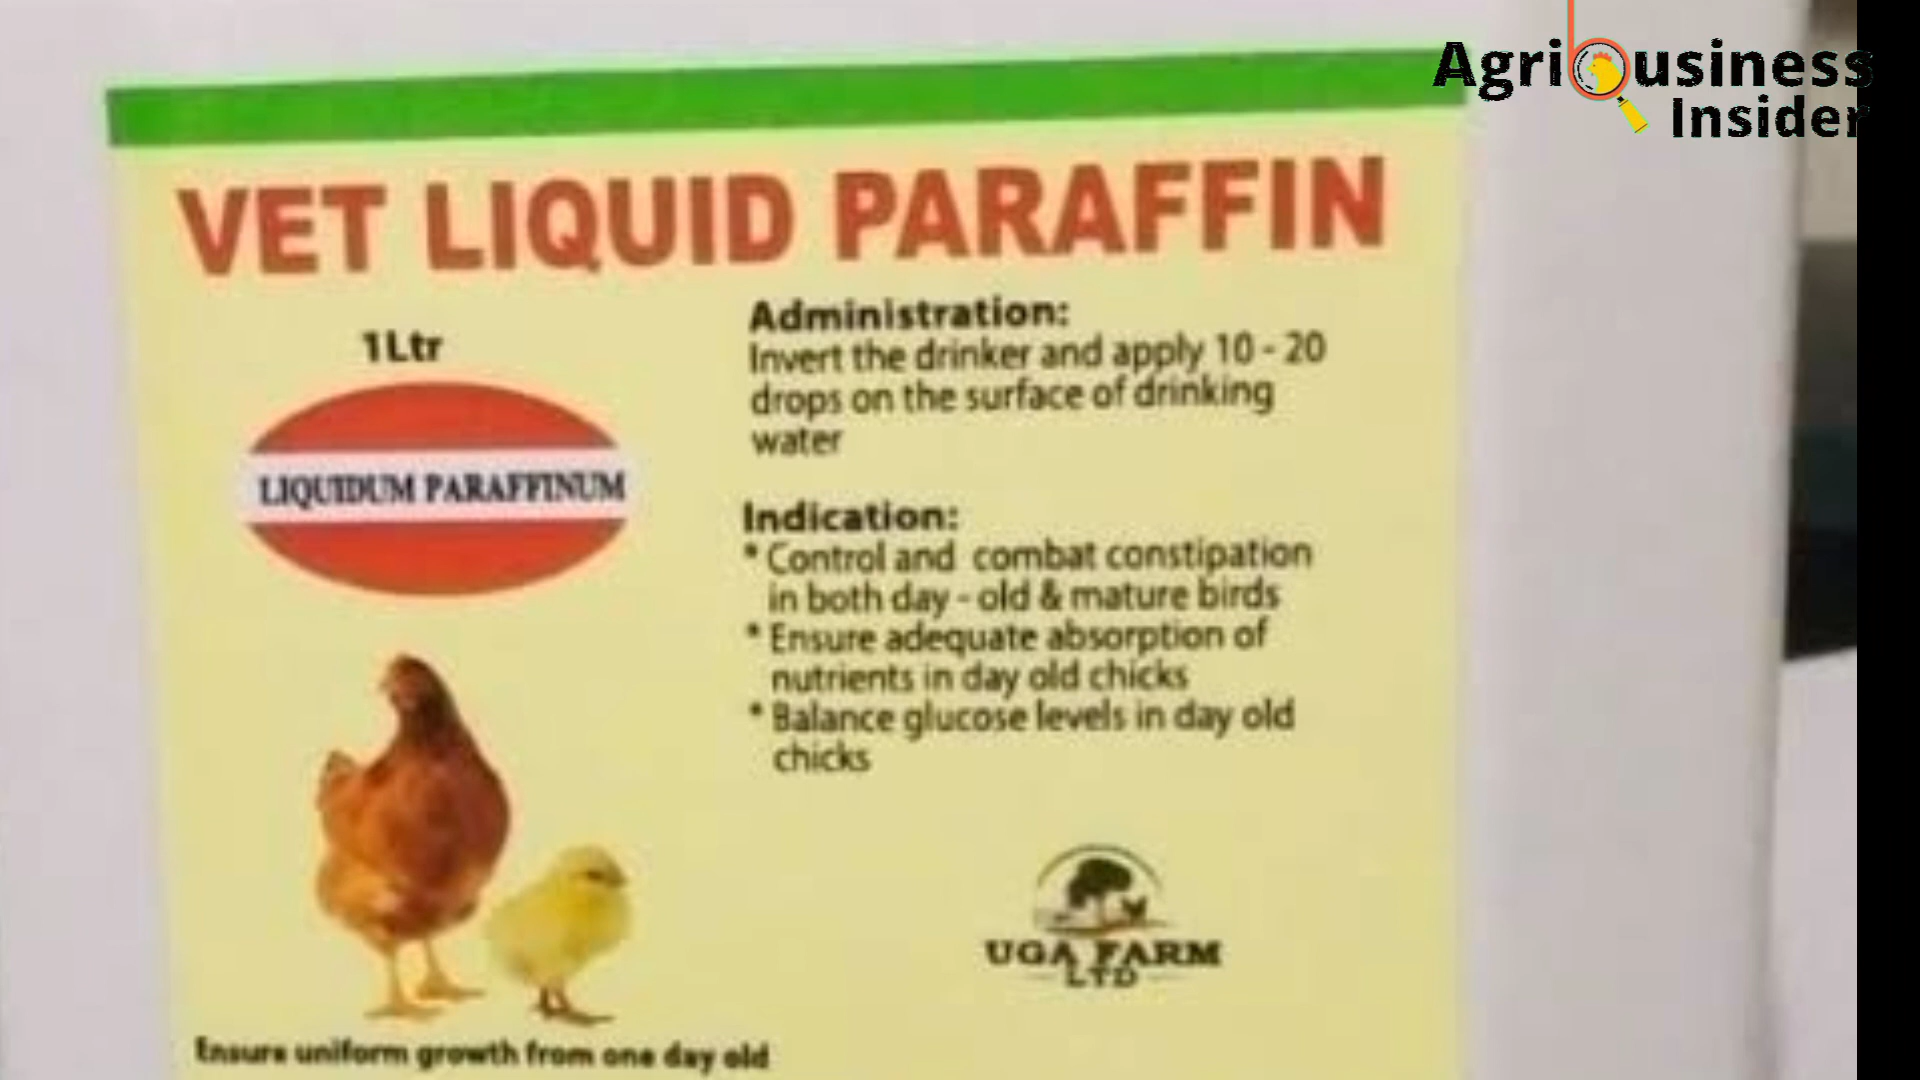 Agribusiness
Insider
VET LIQUID PARAFFIN
1Ltr
LIQUIDUM PARAFFINUM
Administration:
Invert the drinker and apply 10 - 20
drops on the surface of drinking
water
Indication:
* Control and combat constipation
in both day - old & mature birds
* Ensure adequate absorption of
nutrients in day old chicks
* Balance glucose levels in day old
chicks
UGA FARM
LTD
Ensure uniform growth from one day old